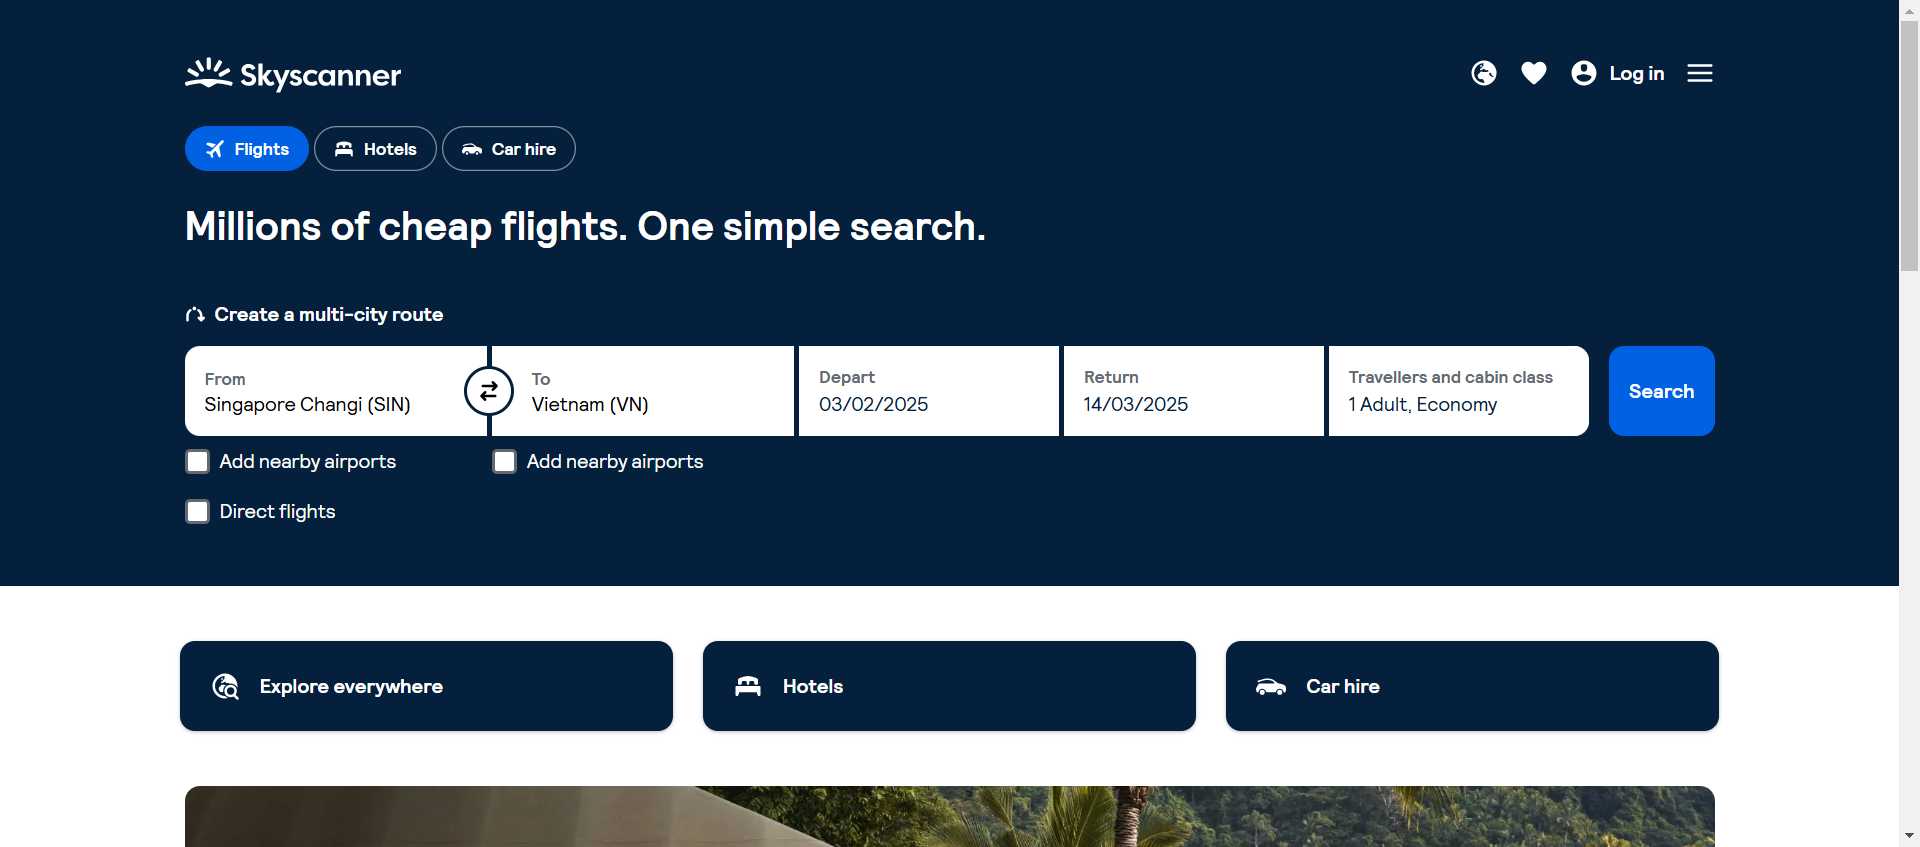 Skyscanner
Log in
Flights
Hotels
Car hire
Millions of cheap flights. One simple search.
Create a multi-city route
From
Singapore Changi (SIN)
To
Vietnam (VN)
Depart
03/02/2025
Return
14/03/2025
Travellers and cabin class
1 Adult, Economy
Search
Add nearby airports
Add nearby airports
Direct flights
Explore everywhere
Hotels
Car hire